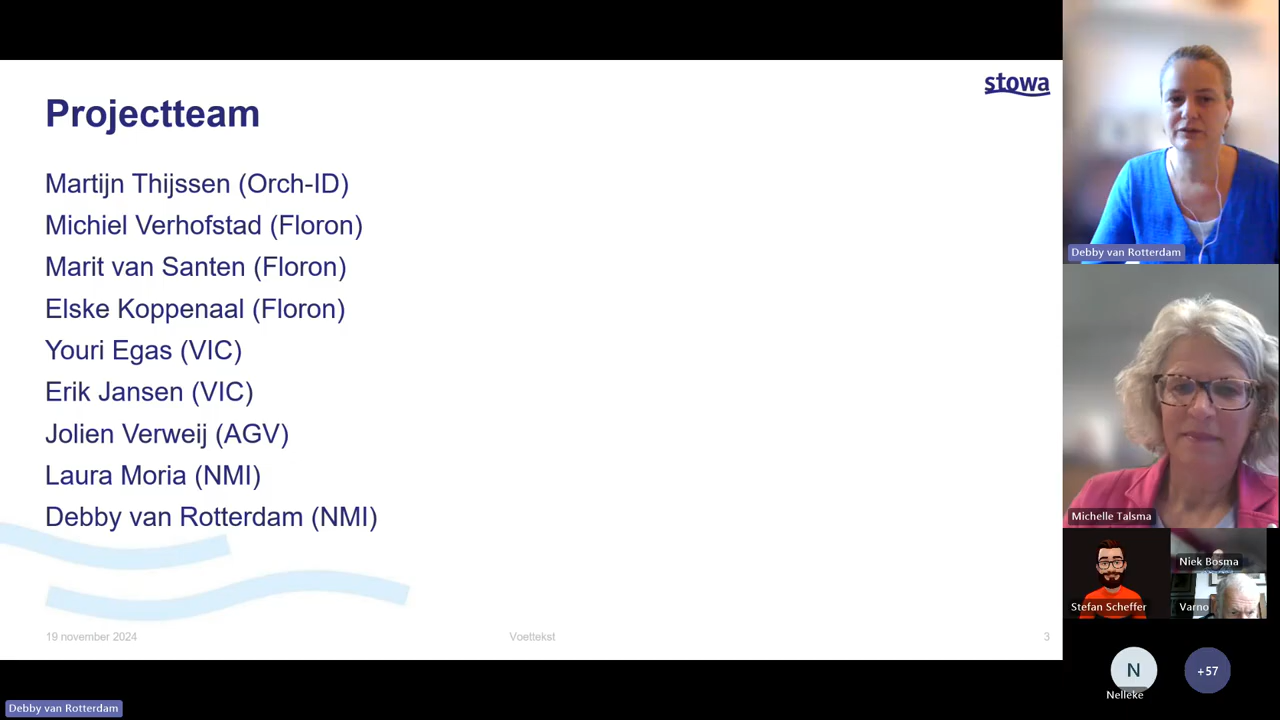 stowa
Projectteam
Martijn Thijssen (Orch-ID)
Michiel Verhofstad (Floron)
Marit van Santen (Floron)
Elske Koppenaal (Floron)
Youri Egas (VIC)
Erik Jansen (VIC)
Jolien Verweij (AGV)
Laura Moria (NMI)
Debby van Rotterdam (NMI)
19 november 2024
Voettekst
3
Debby van Rotterdam
Debby van Rotterdam
Michelle Talsma
Stefan Scheffer
Niek Bosma
Varno
N
Nelleke
+57